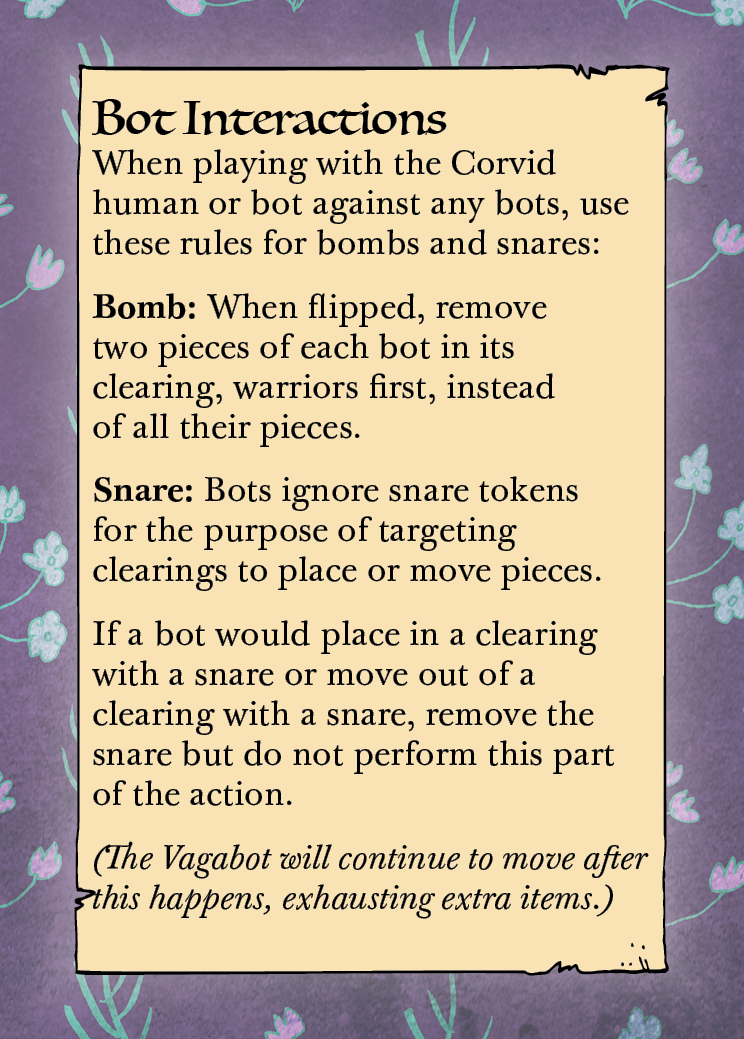 Bot Interactions
When playing with the Corvid
human or bot against any bots, use
these rules for bombs and snares:
Bomb: When flipped, remove
two pieces of each bot in its
clearing, warriors first, instead
of all their pieces.
Snare: Bots ignore snare tokens
for the purpose of targeting
clearings to place or move pieces.
If a bot would place in a clearing
with a snare or move out of a
clearing with a snare, remove the
snare but do not perform this part
of the action.
(The Vagabot will continue to move after
this happens, exhausting extra items.)